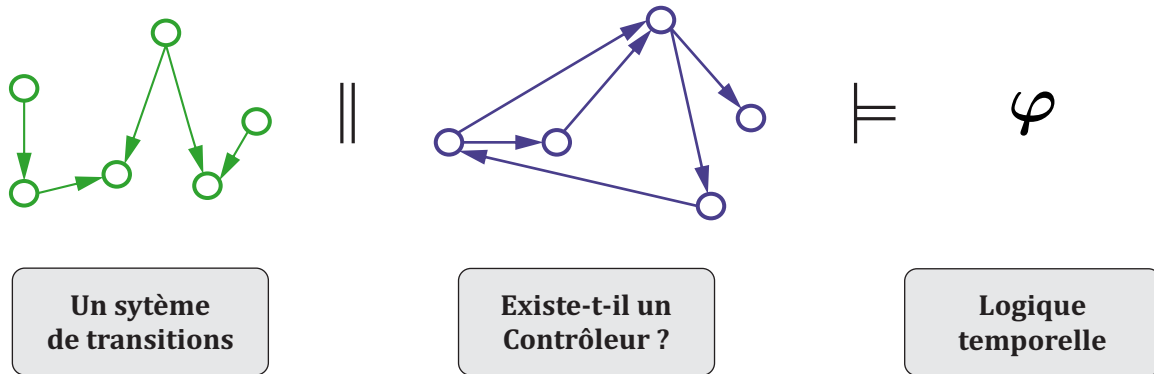 || ⊨ φ
Un sytème
de transitions
Existe-t-il un
Contrôleur ?
Logique
temporelle